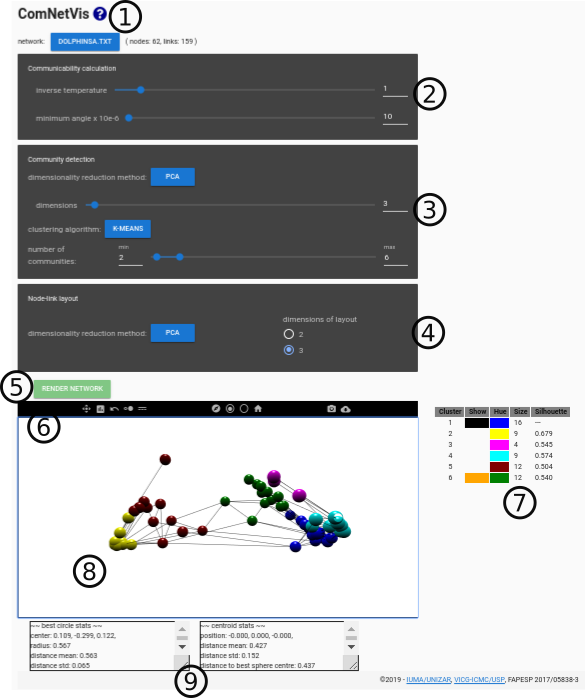 ComNetVis ? 1
network: DOLPHINSA.TXT ( nodes: 62, links: 159 )
Communicability calculation
inverse temperature 1
2
minimum angle x 10e-6 10
Community detection
dimensionality reduction method: PCA
dimensions 3
3
clustering algorithm: K-MEANS
number of communities: min 2 max 6
Node-link layout
dimensions of layout
dimensionality reduction method: PCA
2
3
4
5 RENDER NETWORK
6
Cluster Show Hue Size Silhouette
1 16 —
2 9 0.679
3 4 0.545
4 9 0.574
5 12 0.504
6 12 0.540
7
8
~~ best circle stats ~~
center: 0.109, -0.299, 0.122,
radius: 0.567
distance mean: 0.563
distance std: 0.065
~~ centroid stats ~~
position: -0.000, 0.000, -0.000,
distance mean: 0.427
distance std: 0.152
distance to best sphere centre: 0.437
9
©2019 - IUMA/UNIZAR, VICG-ICMC/USP, FAPESP 2017/05838-3